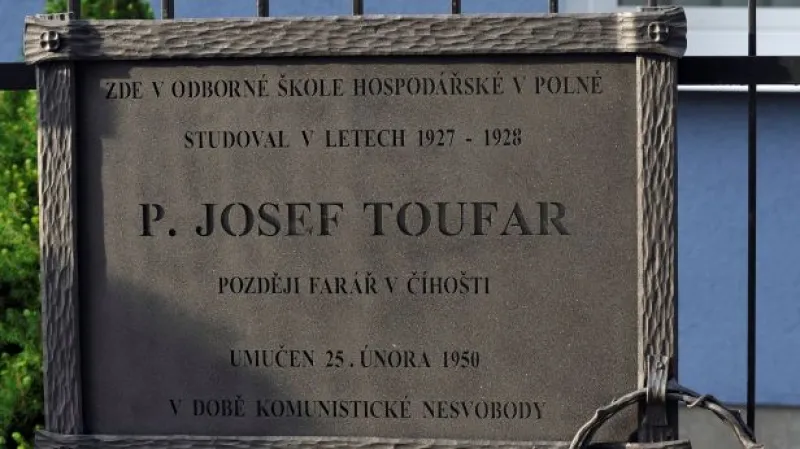 ZDE V ODBORNÉ ŠKOLE HOSPODÁŘSKÉ V POLNÉ
STUDOVAL V LETECH 1927 - 1928
P. JOSEF TOUFAR
POZDĚJI FARÁŘ V ČÍHOŠTI
UMUČEN 25. ÚNORA 1950
V DOBĚ KOMUNISTICKÉ NESVOBODY